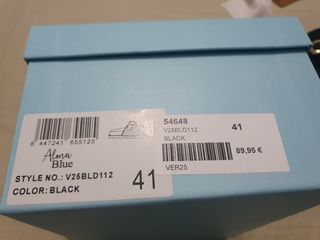 8 447241 655125
Alma
Blue
STYLE NO.: V25BLD112
COLOR: BLACK
41
54648
V25BLD112
41
BLACK
89,95 €
VER25